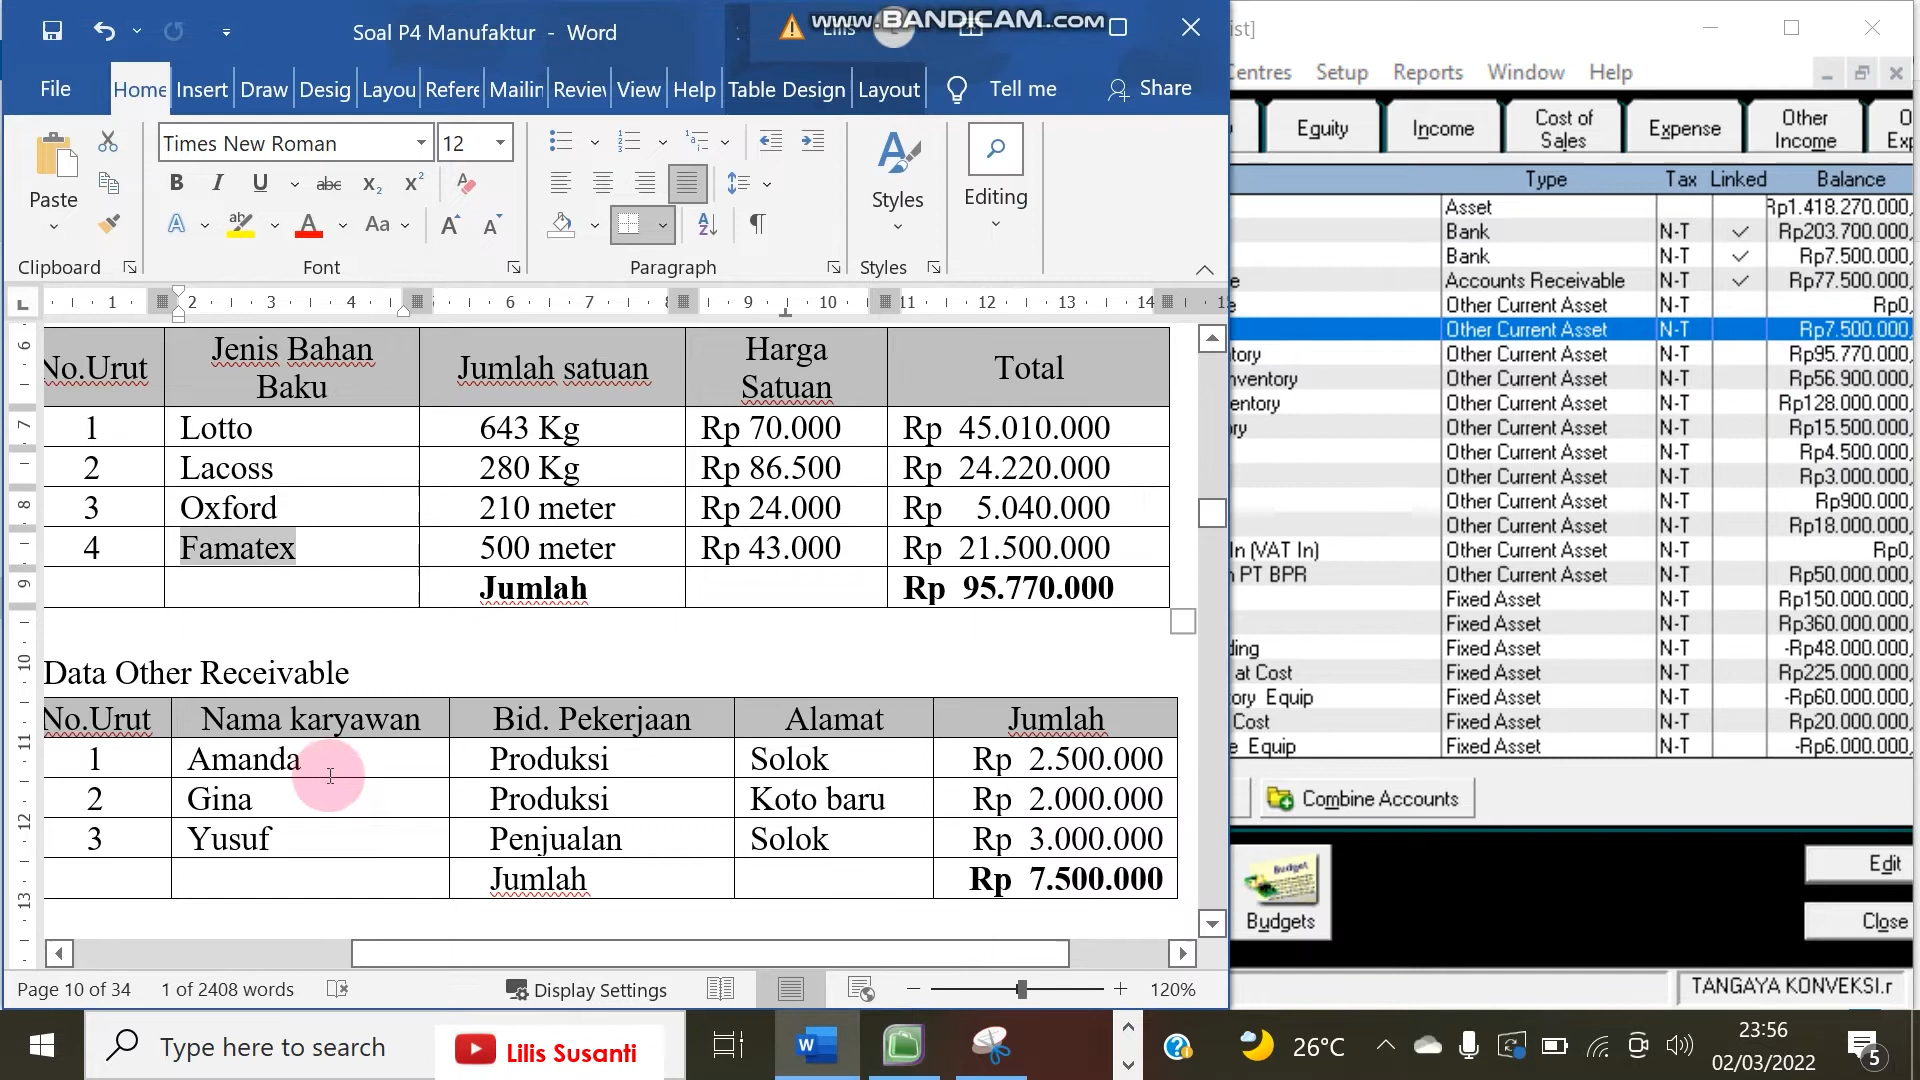 Soal P4 Manufaktur - Word
Lilis
www.BANDICAM.com
File Home Insert Draw Desig Layou Refere Mailin Review View Help Table Design Layout Tell me Share
Paste
Clipboard
Times New Roman 12
Font
Paragraph
Styles
Styles
Editing
No.Urut Jenis Bahan Baku Jumlah satuan Harga Satuan Total
1 Lotto 643 Kg Rp 70.000 Rp 45.010.000
2 Lacoss 280 Kg Rp 86.500 Rp 24.220.000
3 Oxford 210 meter Rp 24.000 Rp 5.040.000
4 Famatex 500 meter Rp 43.000 Rp 21.500.000
Jumlah Rp 95.770.000
Data Other Receivable
No.Urut Nama karyawan Bid. Pekerjaan Alamat Jumlah
1 Amanda Produksi Solok Rp 2.500.000
2 Gina Produksi Koto baru Rp 2.000.000
3 Yusuf Penjualan Solok Rp 3.000.000
Jumlah Rp 7.500.000
Page 10 of 34 1 of 2408 words Display Settings 120%
ist]
entres Setup Reports Window Help
Equity Income Cost of Sales Expense Other Income O Exp
Type Tax Linked Balance
Asset Rp1.418.270.000,
Bank N-T Rp203.700.000,
Bank N-T Rp7.500.000,
e Accounts Receivable N-T Rp77.500.000,
e Other Current Asset N-T Rp0,
Other Current Asset N-T Rp7.500.000,
tory Other Current Asset N-T Rp95.770.000,
nventory Other Current Asset N-T Rp56.900.000,
entory Other Current Asset N-T Rp128.000.000,
ry Other Current Asset N-T Rp15.500.000,
Other Current Asset N-T Rp4.500.000,
Other Current Asset N-T Rp3.000.000,
Other Current Asset N-T Rp900.000,
Other Current Asset N-T Rp18.000.000,
In (VAT In) Other Current Asset N-T Rp0,
n PT BPR Other Current Asset N-T Rp50.000.000,
Fixed Asset N-T Rp150.000.000,
Fixed Asset N-T Rp360.000.000,
ding Fixed Asset N-T -Rp48.000.000,
at Cost Fixed Asset N-T Rp225.000.000,
ory Equip Fixed Asset N-T -Rp60.000.000,
Cost Fixed Asset N-T Rp20.000.000,
e Equip Fixed Asset N-T -Rp6.000.000,
Combine Accounts
Budget
Budgets
Edit
Close
TANGAYA KONVEKSI.r
Type here to search
Lilis Susanti
26°C
23:56
02/03/2022
5